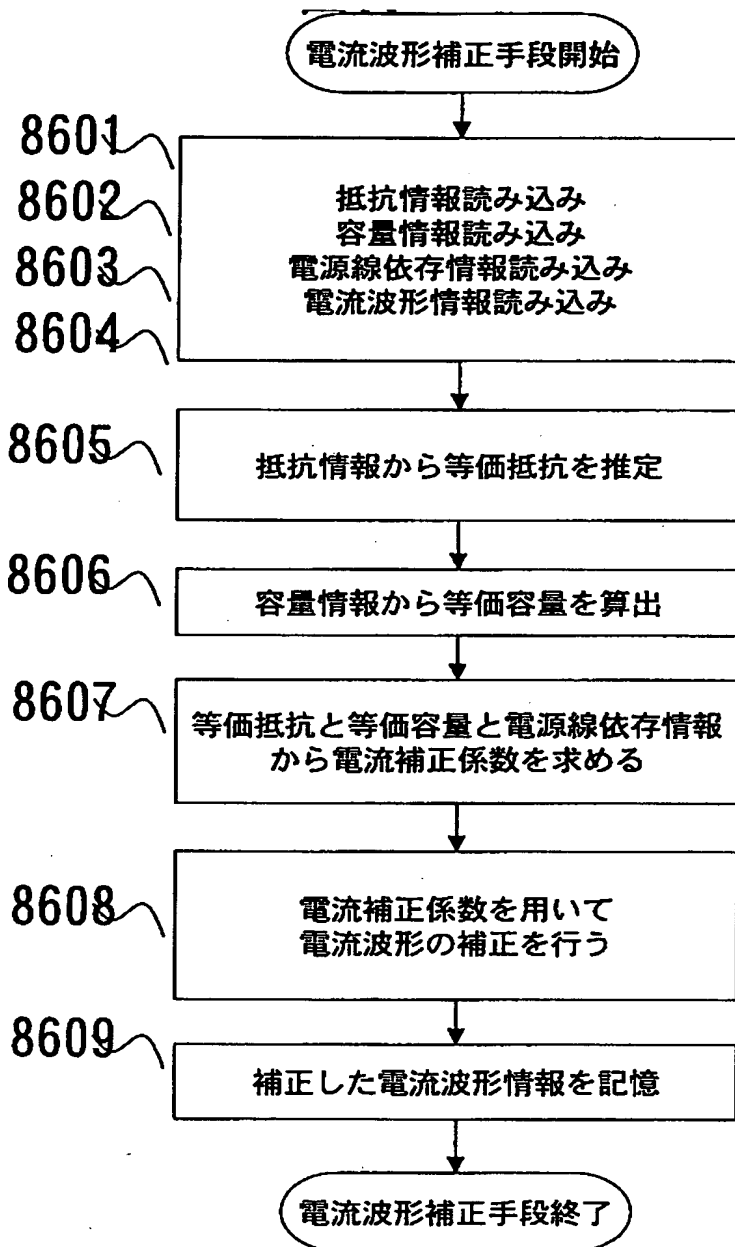 電流波形補正手段開始
8601
8602
8603
8604
抵抗情報読み込み
容量情報読み込み
電源線依存情報読み込み
電流波形情報読み込み
8605
抵抗情報から等価抵抗を推定
8606
容量情報から等価容量を算出
8607
等価抵抗と等価容量と電源線依存情報
から電流補正係数を求める
8608
電流補正係数を用いて
電流波形の補正を行う
8609
補正した電流波形情報を記憶
電流波形補正手段終了